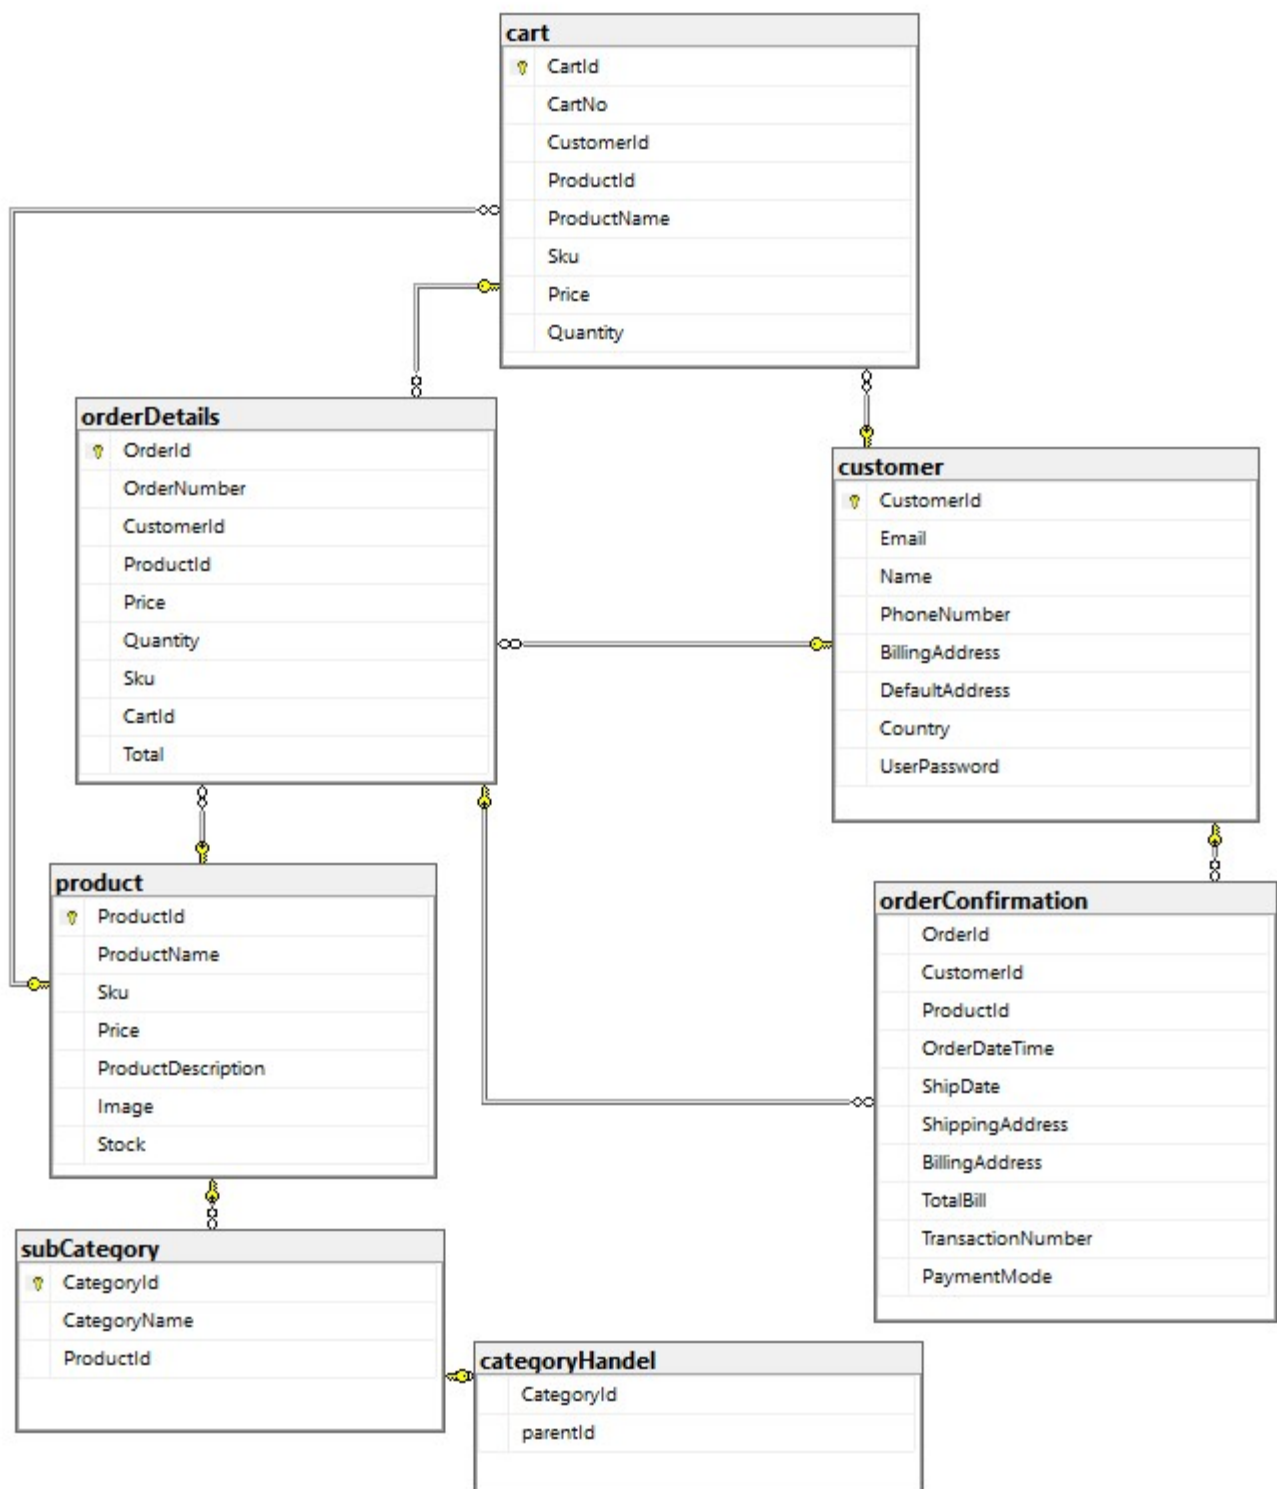 cart
CartId
CartNo
CustomerId
ProductId
ProductName
Sku
Price
Quantity
orderDetails
OrderId
OrderNumber
CustomerId
ProductId
Price
Quantity
Sku
CartId
Total
customer
CustomerId
Email
Name
PhoneNumber
BillingAddress
DefaultAddress
Country
UserPassword
product
ProductId
ProductName
Sku
Price
ProductDescription
Image
Stock
orderConfirmation
OrderId
CustomerId
ProductId
OrderDateTime
ShipDate
ShippingAddress
BillingAddress
TotalBill
TransactionNumber
PaymentMode
subCategory
CategoryId
CategoryName
ProductId
categoryHandel
CategoryId
parentId